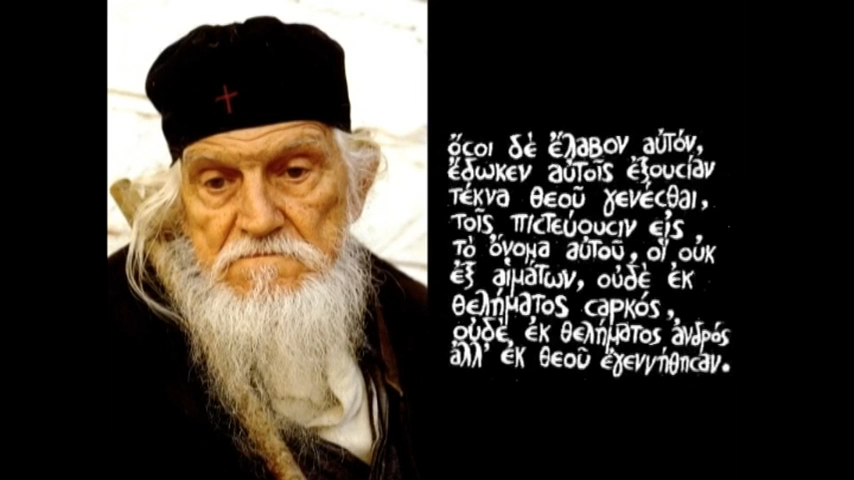 ὅσοι δὲ ἔλαβον αὐτόν,
ἔδωκεν αὐτοῖς ἐξουσίαν
τέκνα θεοῦ γενέσθαι,
τοῖς πιστεύουσιν εἰς
τὸ ὄνομα αὐτοῦ, οἳ οὐκ
ἐξ αἱμάτων, οὐδὲ ἐκ
θελήματος σαρκός,
οὐδὲ ἐκ θελήματος ἀνδρός
ἀλλ' ἐκ θεοῦ ἐγεννήθησαν.